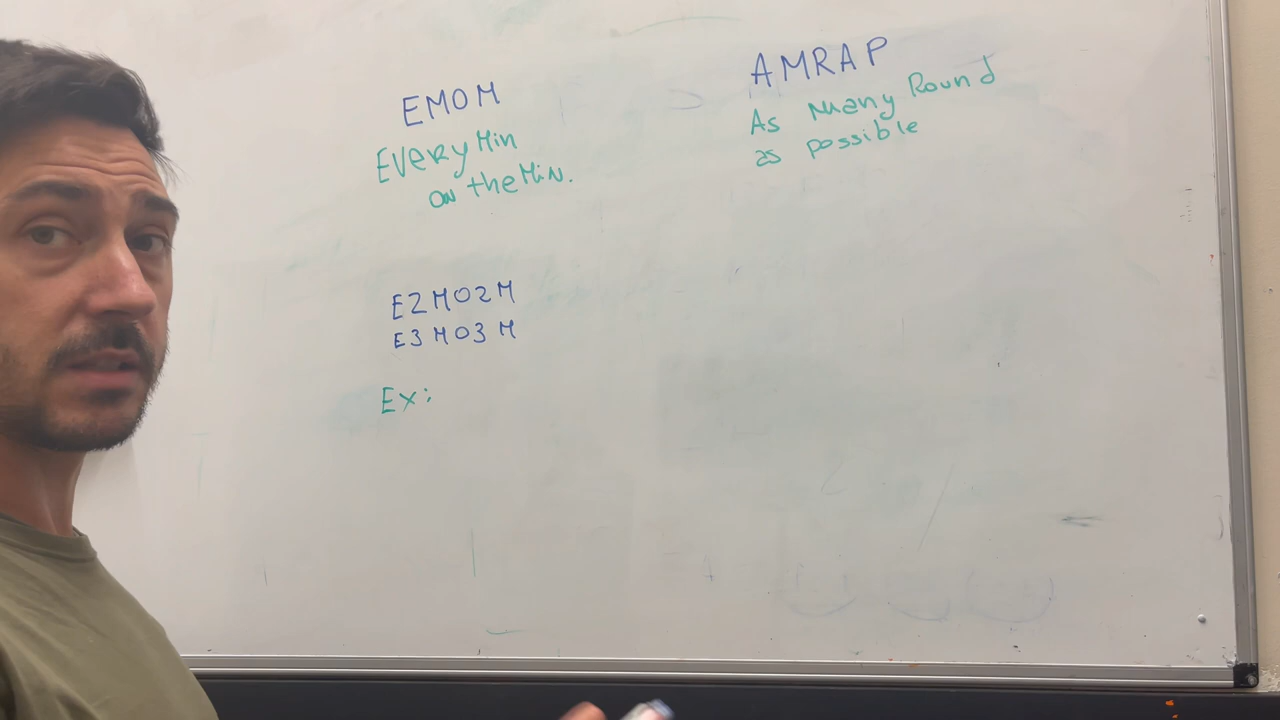 EMOM
Every Min
on the Min.
E2MO2M
E3MO3M
Ex:
AMRAP
As many Round
as possible